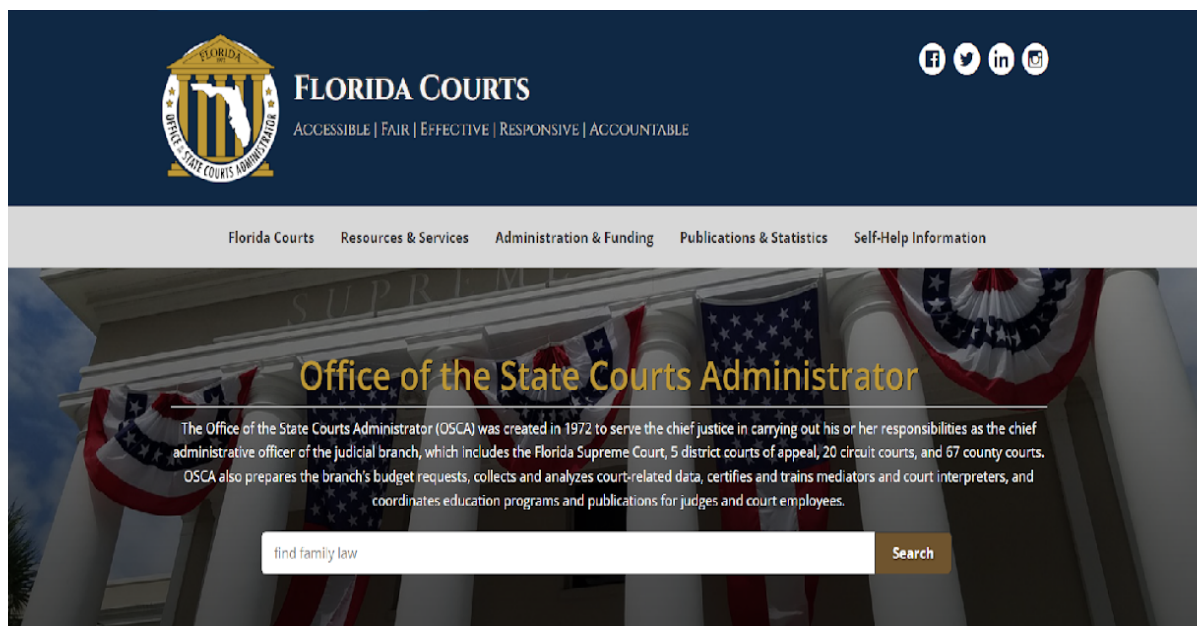 FLORIDA
OFFICE of the STATE COURTS ADMINISTRATOR
FLORIDA COURTS
ACCESSIBLE | FAIR | EFFECTIVE | RESPONSIVE | ACCOUNTABLE
Florida Courts Resources & Services Administration & Funding Publications & Statistics Self-Help Information
SUPREME
Office of the State Courts Administrator
The Office of the State Courts Administrator (OSCA) was created in 1972 to serve the chief justice in carrying out his or her responsibilities as the chief
administrative officer of the judicial branch, which includes the Florida Supreme Court, 5 district courts of appeal, 20 circuit courts, and 67 county courts.
OSCA also prepares the branch's budget requests, collects and analyzes court-related data, certifies and trains mediators and court interpreters, and
coordinates education programs and publications for judges and court employees.
find family law Search